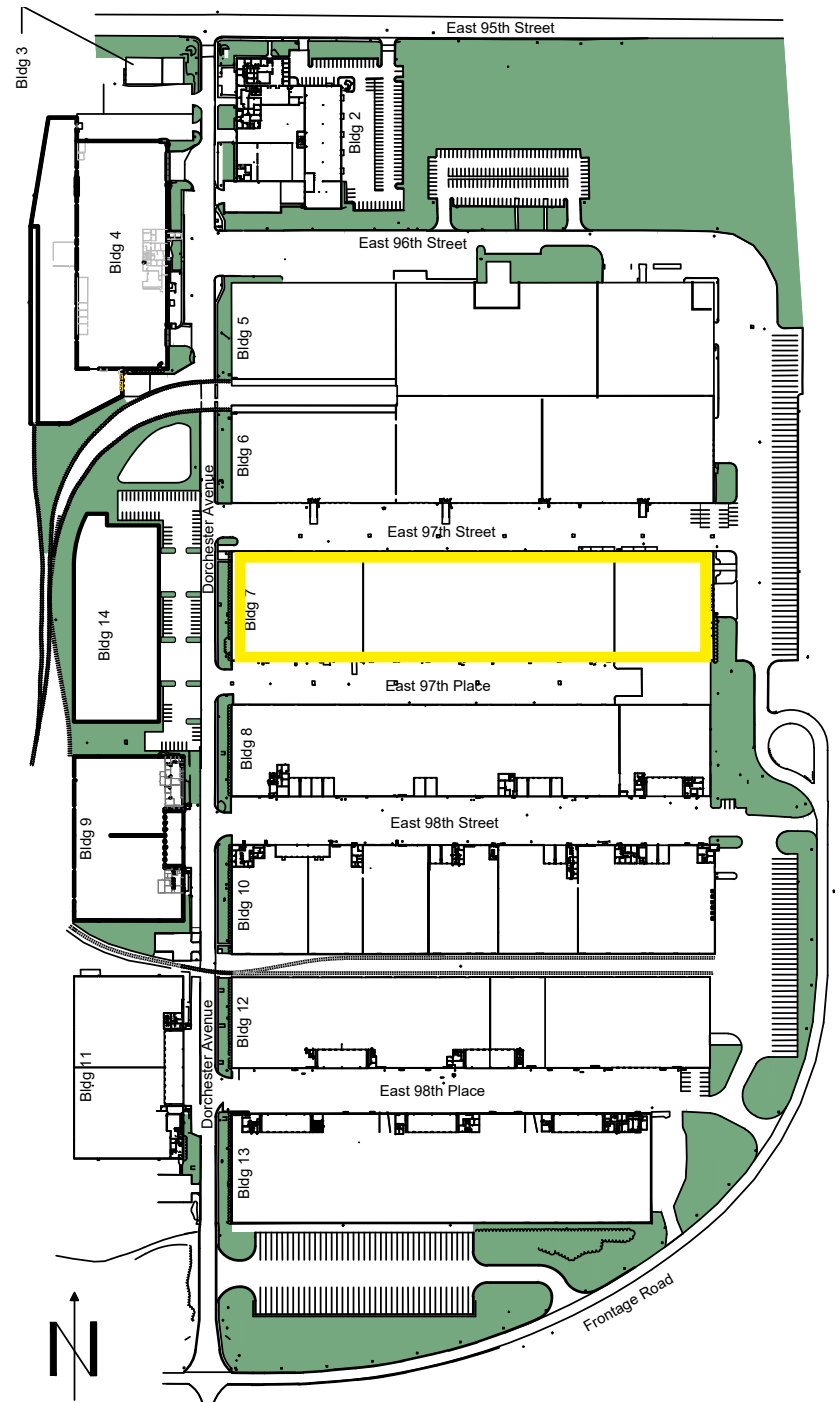 East 95th Street
Bldg 3
Bldg 2
Bldg 4
East 96th Street
Bldg 5
Bldg 6
Dorchester Avenue
East 97th Street
Bldg 7
Bldg 14
East 97th Place
Bldg 8
East 98th Street
Bldg 9
Bldg 10
Bldg 12
Dorchester Avenue
Bldg 11
East 98th Place
Bldg 13
Frontage Road
N